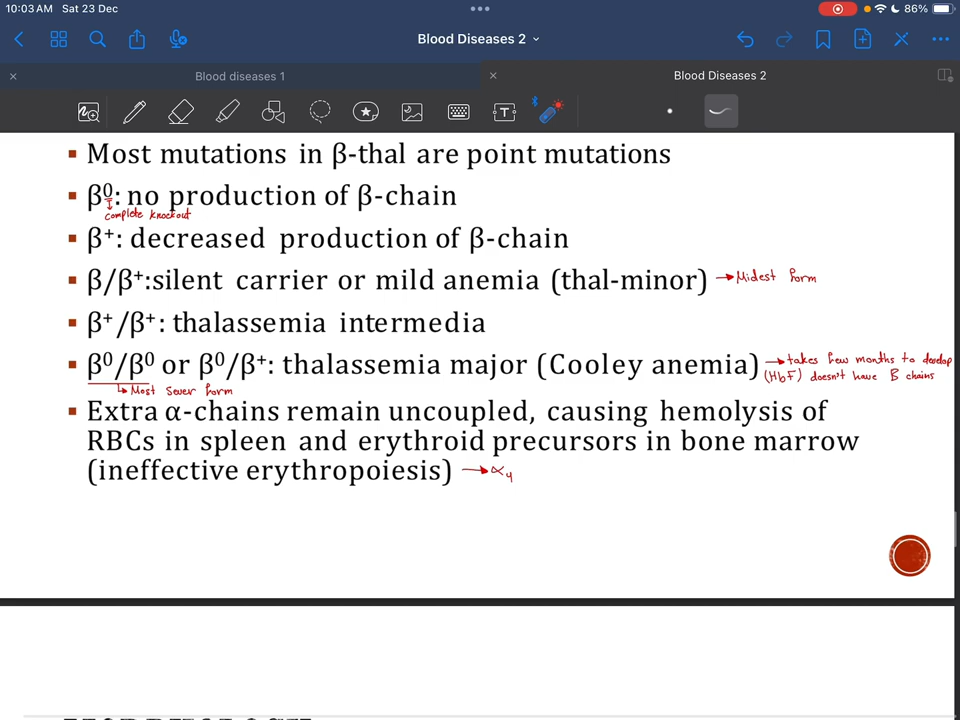 10:03 AM Sat 23 Dec
86%
Blood Diseases 2
Blood diseases 1
Blood Diseases 2
T
▪ Most mutations in β-thal are point mutations
▪ β⁰: no production of β-chain
complete knockout
▪ β⁺: decreased production of β-chain
▪ β/β⁺:silent carrier or mild anemia (thal-minor) → Midest form
▪ β⁺/β⁺: thalassemia intermedia
▪ β⁰/β⁰ or β⁰/β⁺: thalassemia major (Cooley anemia) → takes few months to develop
(HbF) doesn't have B chains
Most sever form
▪ Extra α-chains remain uncoupled, causing hemolysis of
RBCs in spleen and erythroid precursors in bone marrow
(ineffective erythropoiesis) → α₄